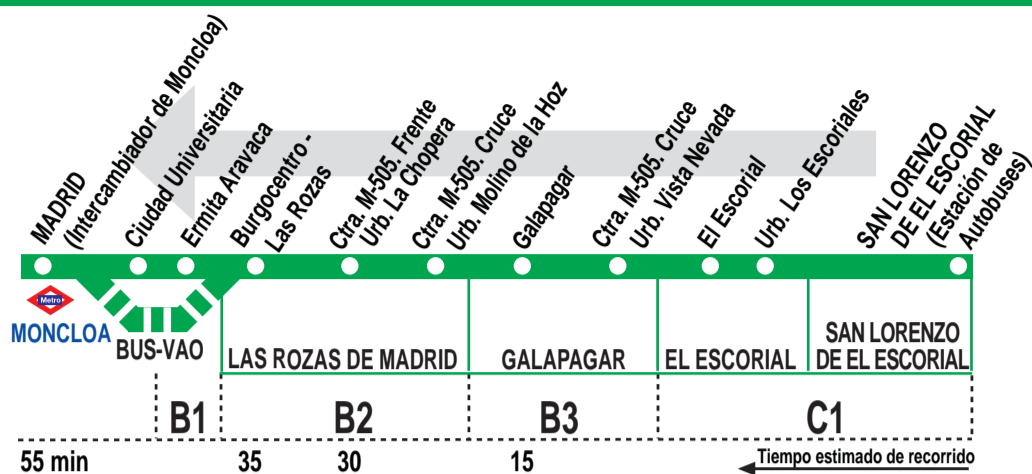 MADRID
(Intercambiador de Moncloa)
Ciudad Universitaria
Ermita Aravaca
Burgocentro -
Las Rozas
Ctra. M-505. Frente
Urb. La Chopera
Ctra. M-505. Cruce
Urb. Molino de la Hoz
Galapagar
Ctra. M-505. Cruce
Urb. Vista Nevada
El Escorial
Urb. Los Escoriales
SAN LORENZO
DE EL ESCORIAL
(Estación de
Autobuses)
Metro
MONCLOA
BUS-VAO
LAS ROZAS DE MADRID
GALAPAGAR
EL ESCORIAL
SAN LORENZO
DE EL ESCORIAL
B1
B2
B3
C1
55 min
35
30
15
Tiempo estimado de recorrido